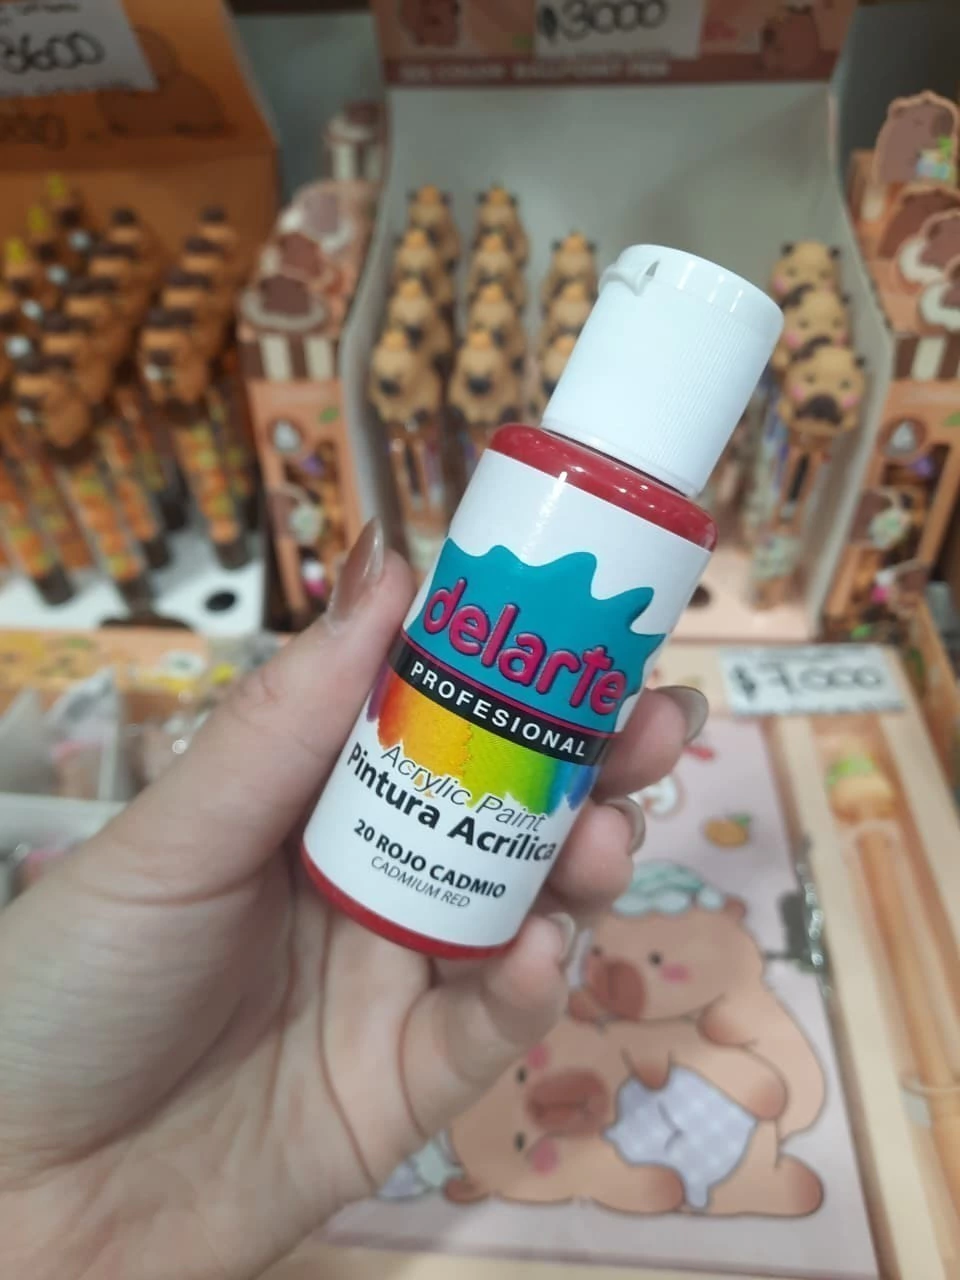 3600
$3000
delarte
PROFESIONAL
Acrylic Paint
Pintura Acrílica
20 ROJO CADMIO
CADMIUM RED
$7000